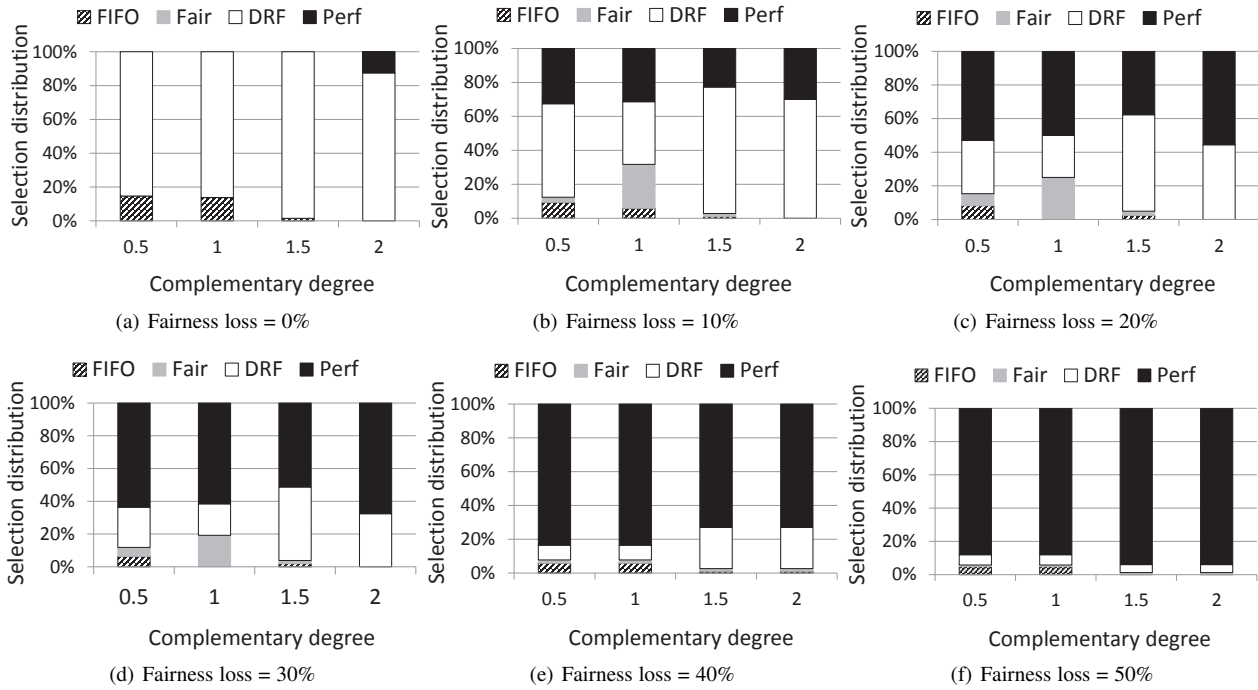 FIFO Fair DRF Perf
Selection distribution
100%
80%
60%
40%
20%
0%
0.5 1 1.5 2
Complementary degree
(a) Fairness loss = 0%
FIFO Fair DRF Perf
Selection distribution
100%
80%
60%
40%
20%
0%
0.5 1 1.5 2
Complementary degree
(b) Fairness loss = 10%
FIFO Fair DRF Perf
Selection distribution
100%
80%
60%
40%
20%
0%
0.5 1 1.5 2
Complementary degree
(c) Fairness loss = 20%
FIFO Fair DRF Perf
Selection distribution
100%
80%
60%
40%
20%
0%
0.5 1 1.5 2
Complementary degree
(d) Fairness loss = 30%
FIFO Fair DRF Perf
Selection distribution
100%
80%
60%
40%
20%
0%
0.5 1 1.5 2
Complementary degree
(e) Fairness loss = 40%
FIFO Fair DRF Perf
Selection distribution
100%
80%
60%
40%
20%
0%
0.5 1 1.5 2
Complementary degree
(f) Fairness loss = 50%